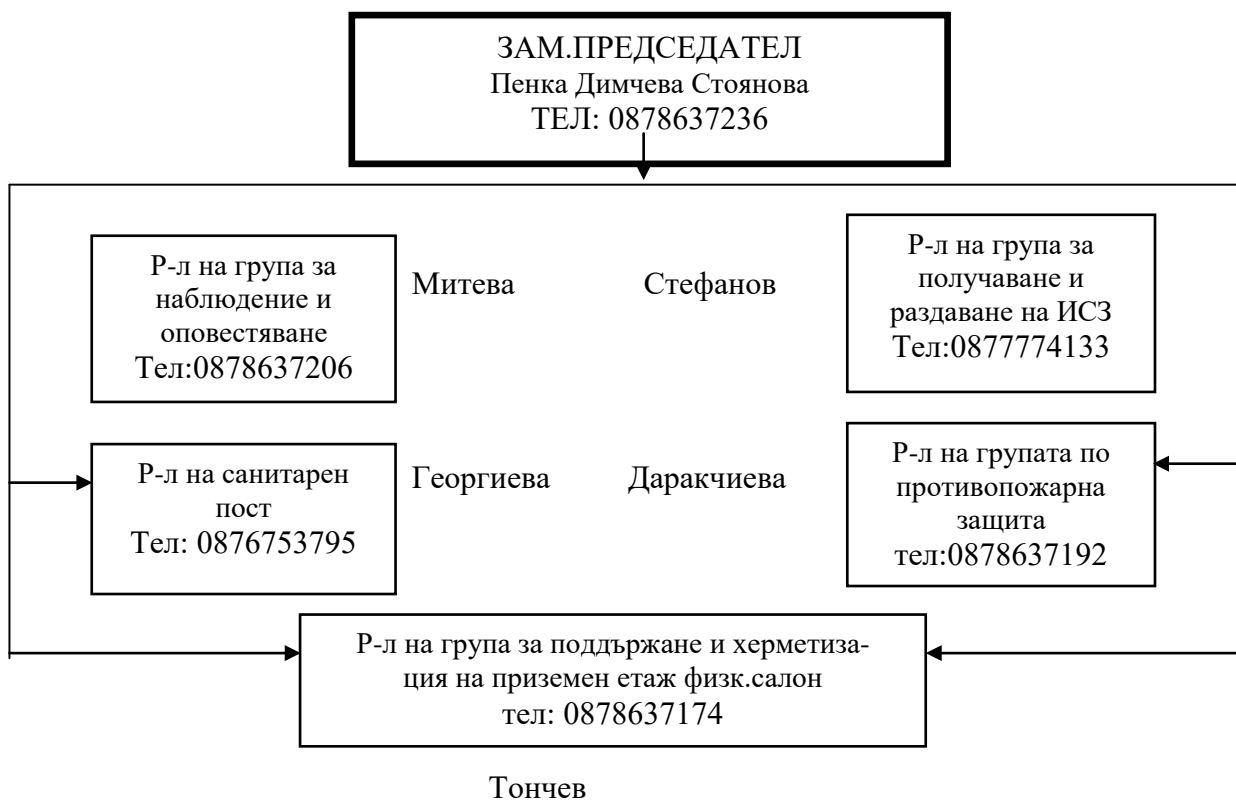 ЗАМ.ПРЕДСЕДАТЕЛ
Пенка Димчева Стоянова
ТЕЛ: 0878637236
Р-л на група за
наблюдение и
оповестяване
Тел:0878637206
Митева
Стефанов
Р-л на група за
получаване и
раздаване на ИСЗ
Тел:0877774133
Р-л на санитарен
пост
Тел: 0876753795
Георгиева
Даракчиева
Р-л на групата по
противопожарна
защита
тел:0878637192
Р-л на група за поддържане и херметиза-
ция на приземен етаж физк.салон
тел: 0878637174
Тончев